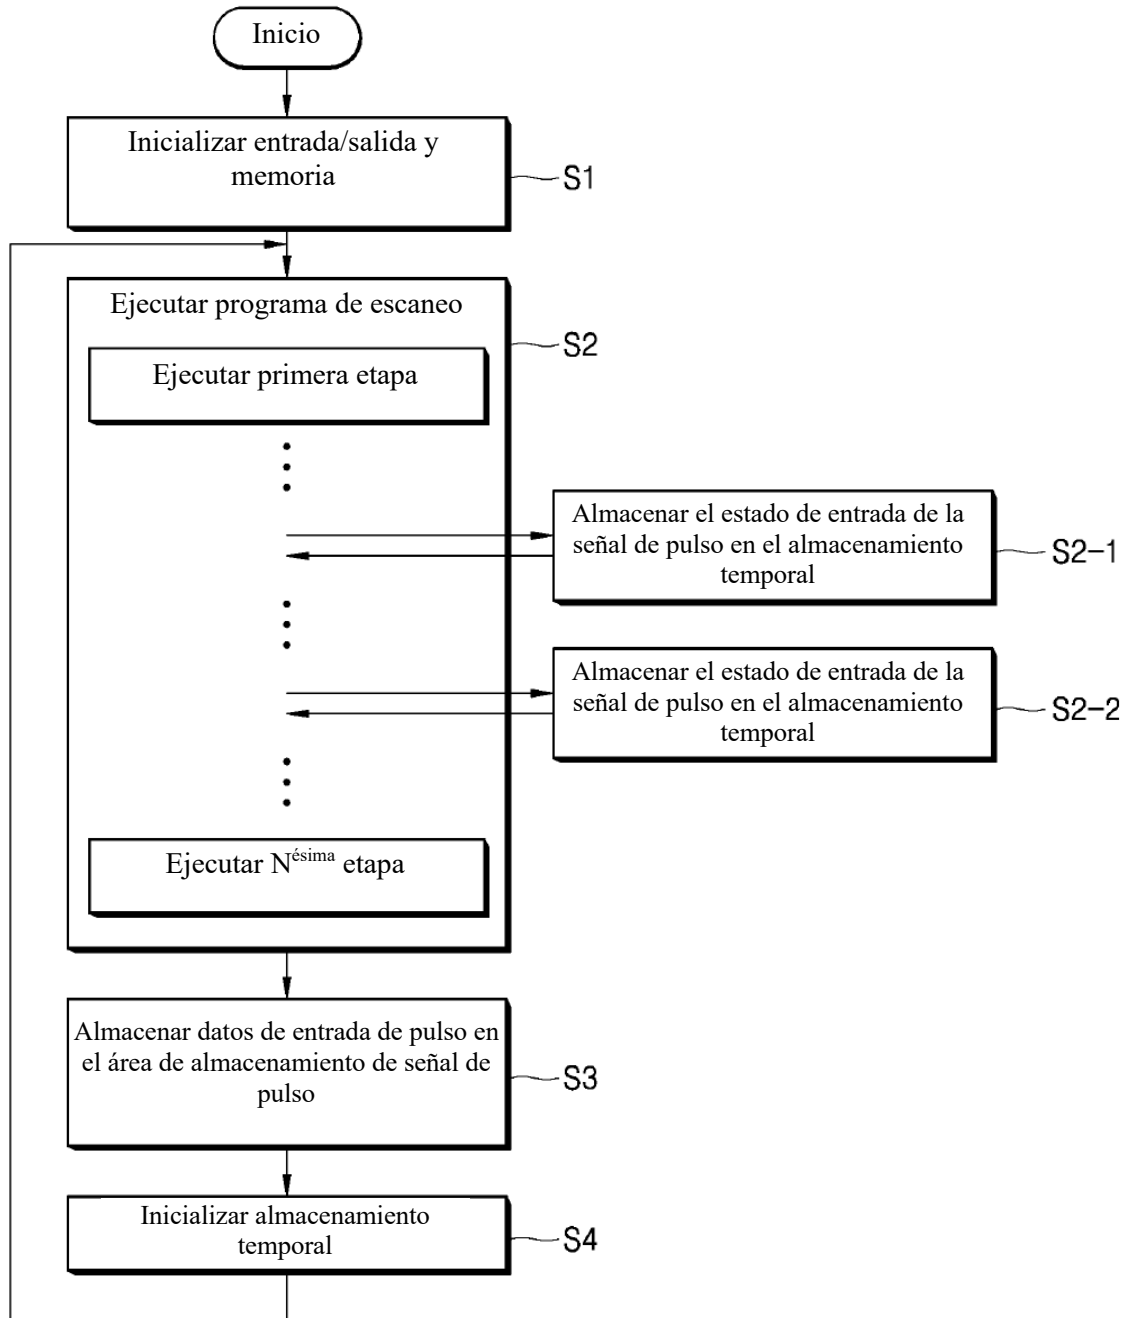 Inicio
Inicializar entrada/salida y
memoria
S1
Ejecutar programa de escaneo
S2
Ejecutar primera etapa
Almacenar el estado de entrada de la
señal de pulso en el almacenamiento
temporal
S2-1
Almacenar el estado de entrada de la
señal de pulso en el almacenamiento
temporal
S2-2
Ejecutar Nésima etapa
Almacenar datos de entrada de pulso en
el área de almacenamiento de señal de
pulso
S3
Inicializar almacenamiento
temporal
S4